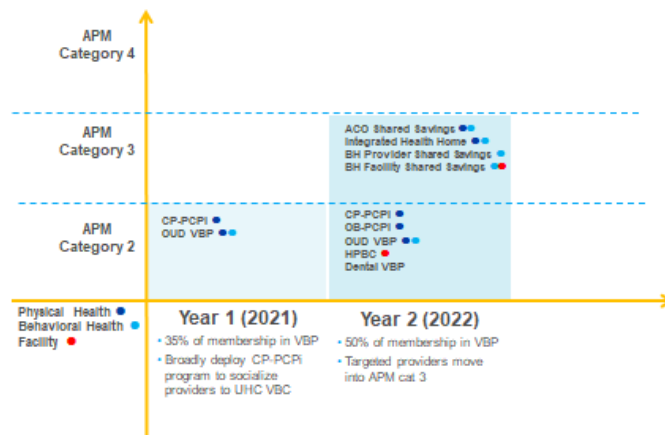 APM
Category 4
APM
Category 3
ACO Shared Savings
Integrated Health Home
BH Provider Shared Savings
BH Facility Shared Savings
APM
Category 2
CP-PCPI
OUD VBP
CP-PCPI
OB-PCPI
OUD VBP
HPBC
Dental VBP
Physical Health
Behavioral Health
Facility
Year 1 (2021)
• 35% of membership in VBP
• Broadly deploy CP-PCPi
program to socialize
providers to UHC VBC
Year 2 (2022)
• 50% of membership in VBP
• Targeted providers move
into APM cat 3